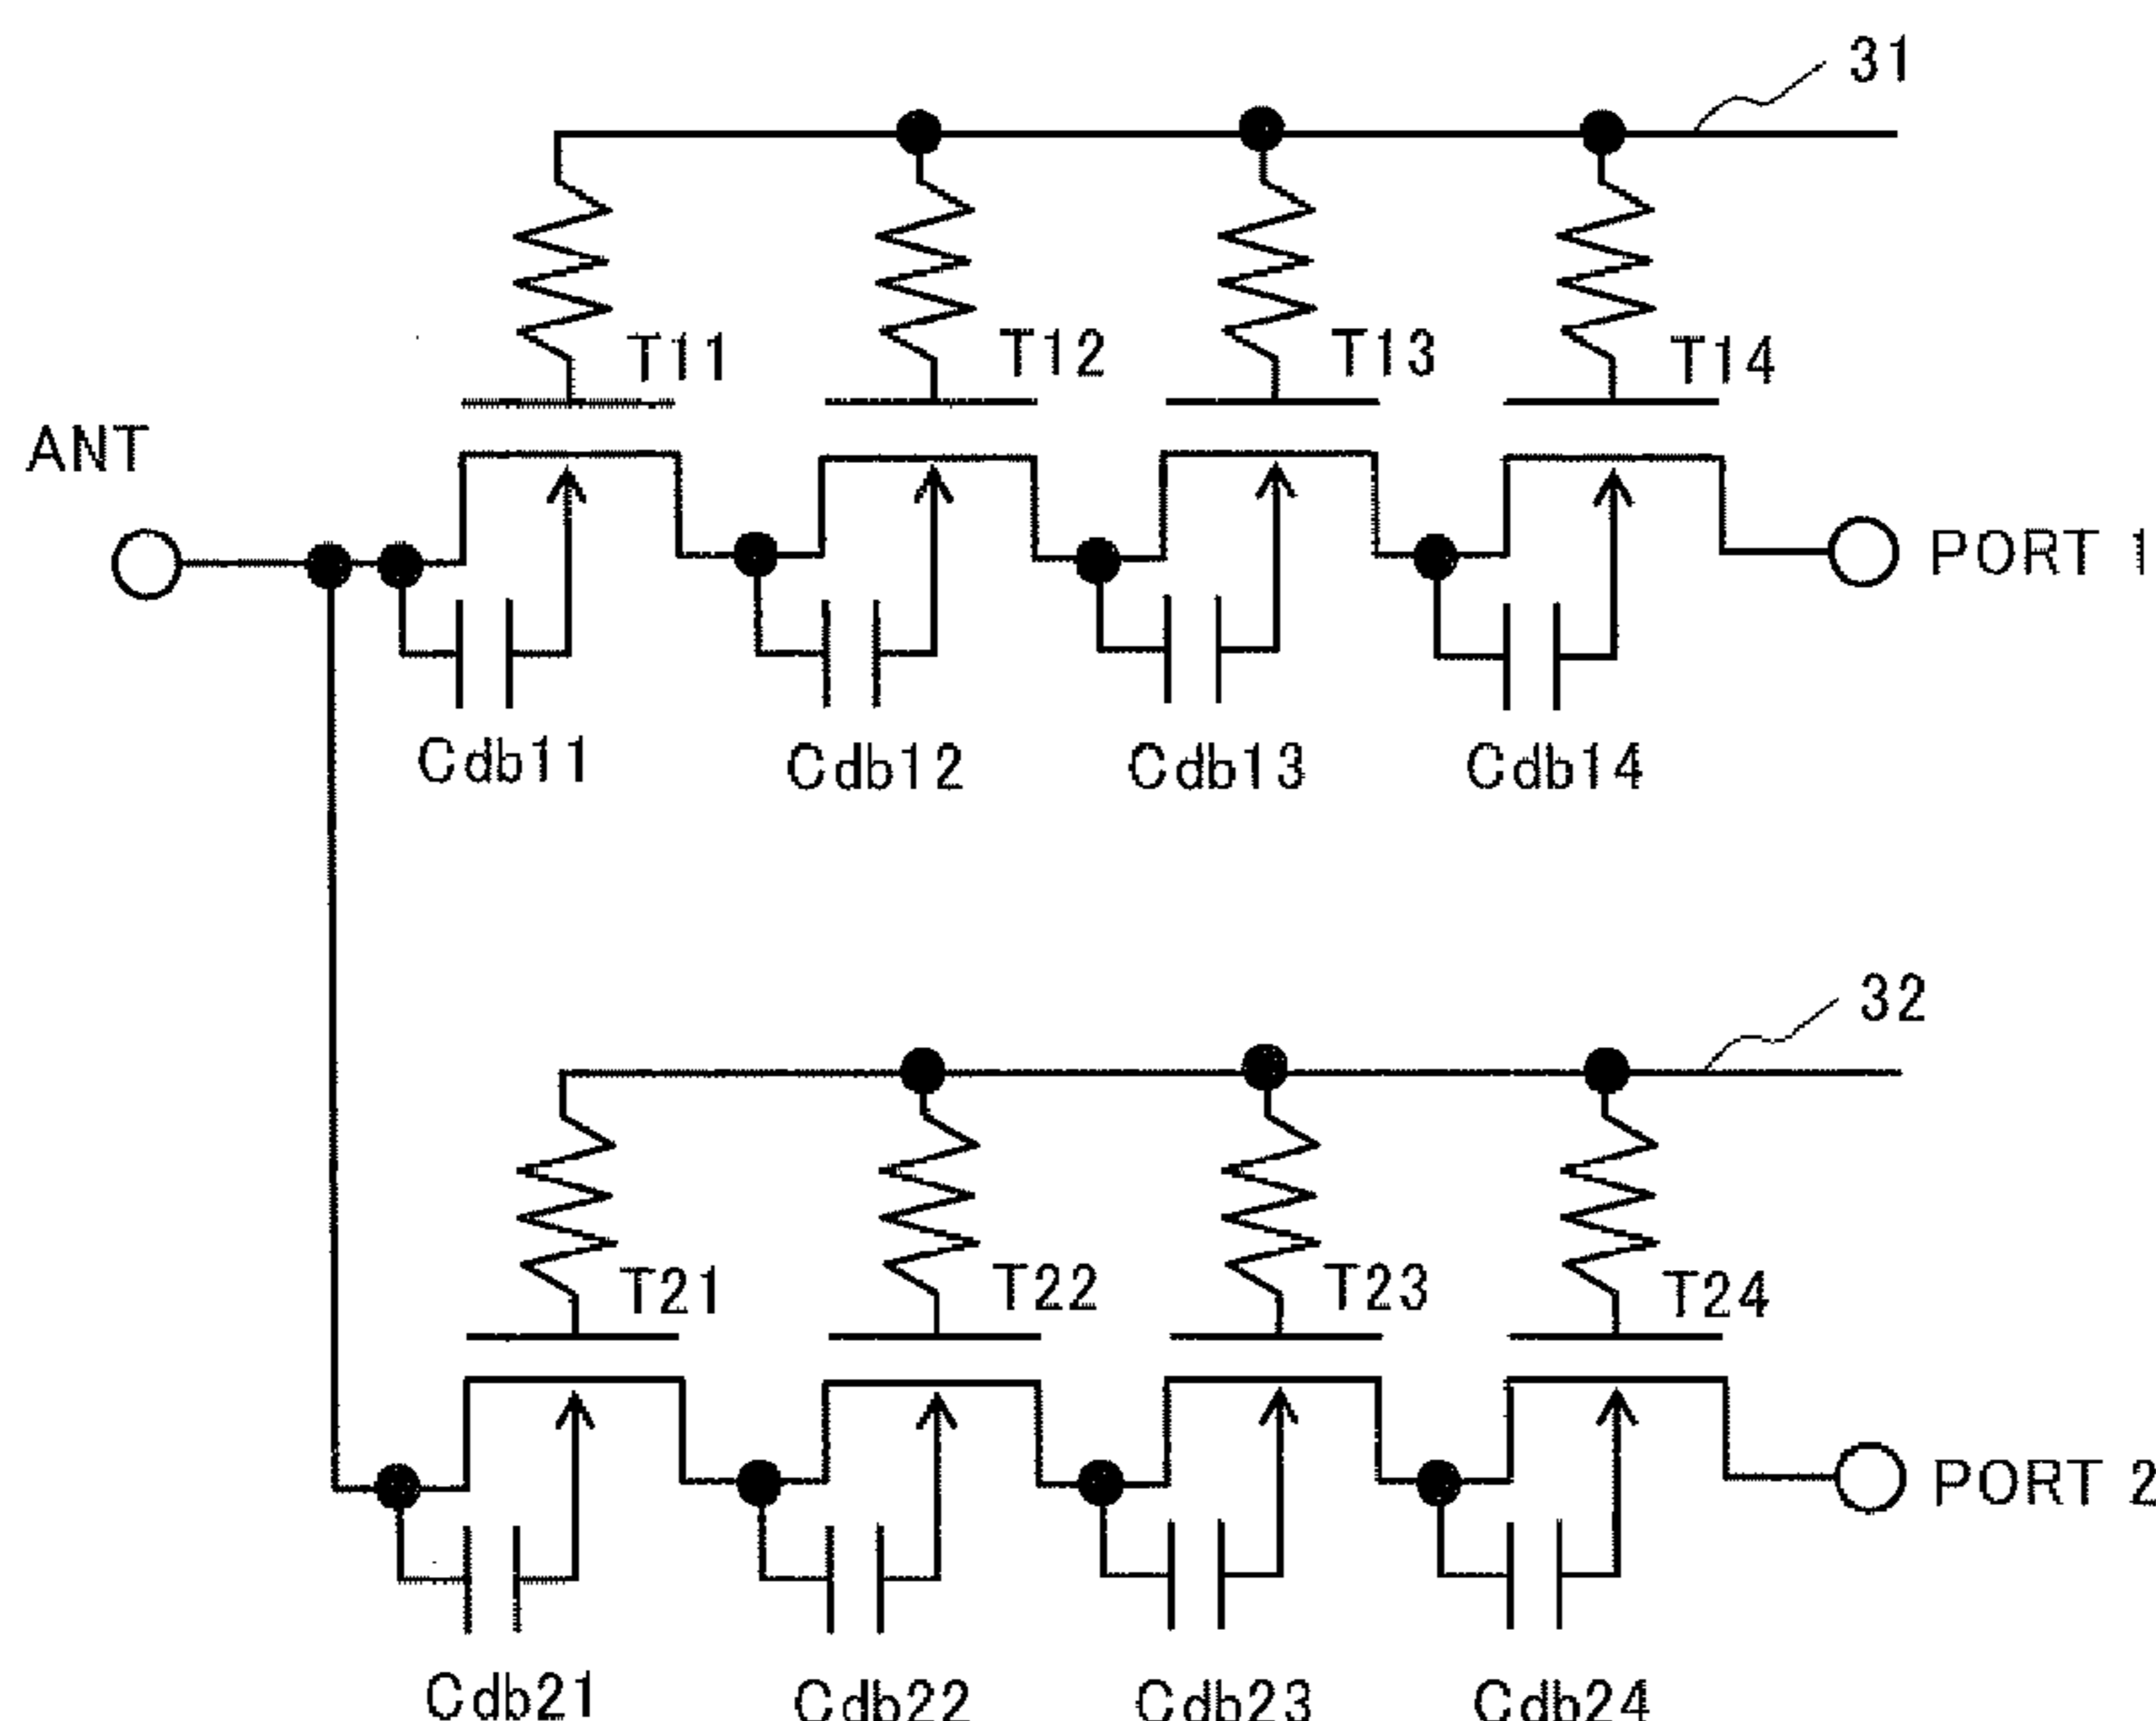 31
T11
T12
T13
T14
ANT
PORT 1
Cdb11
Cdb12
Cdb13
Cdb14
32
T21
T22
T23
T24
PORT 2
Cdb21
Cdb22
Cdb23
Cdb24